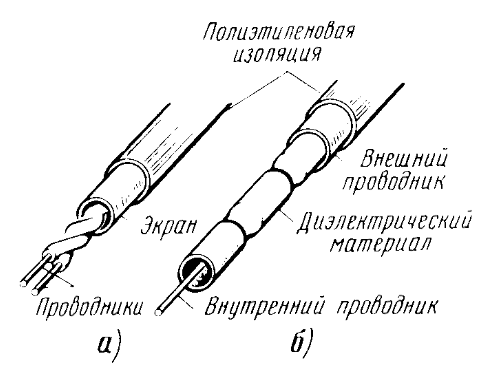 Полиэтиленовая
изоляция
Внешний
проводник
Экран
Диэлектрический
материал
Проводники
Внутренний проводник
а)
б)